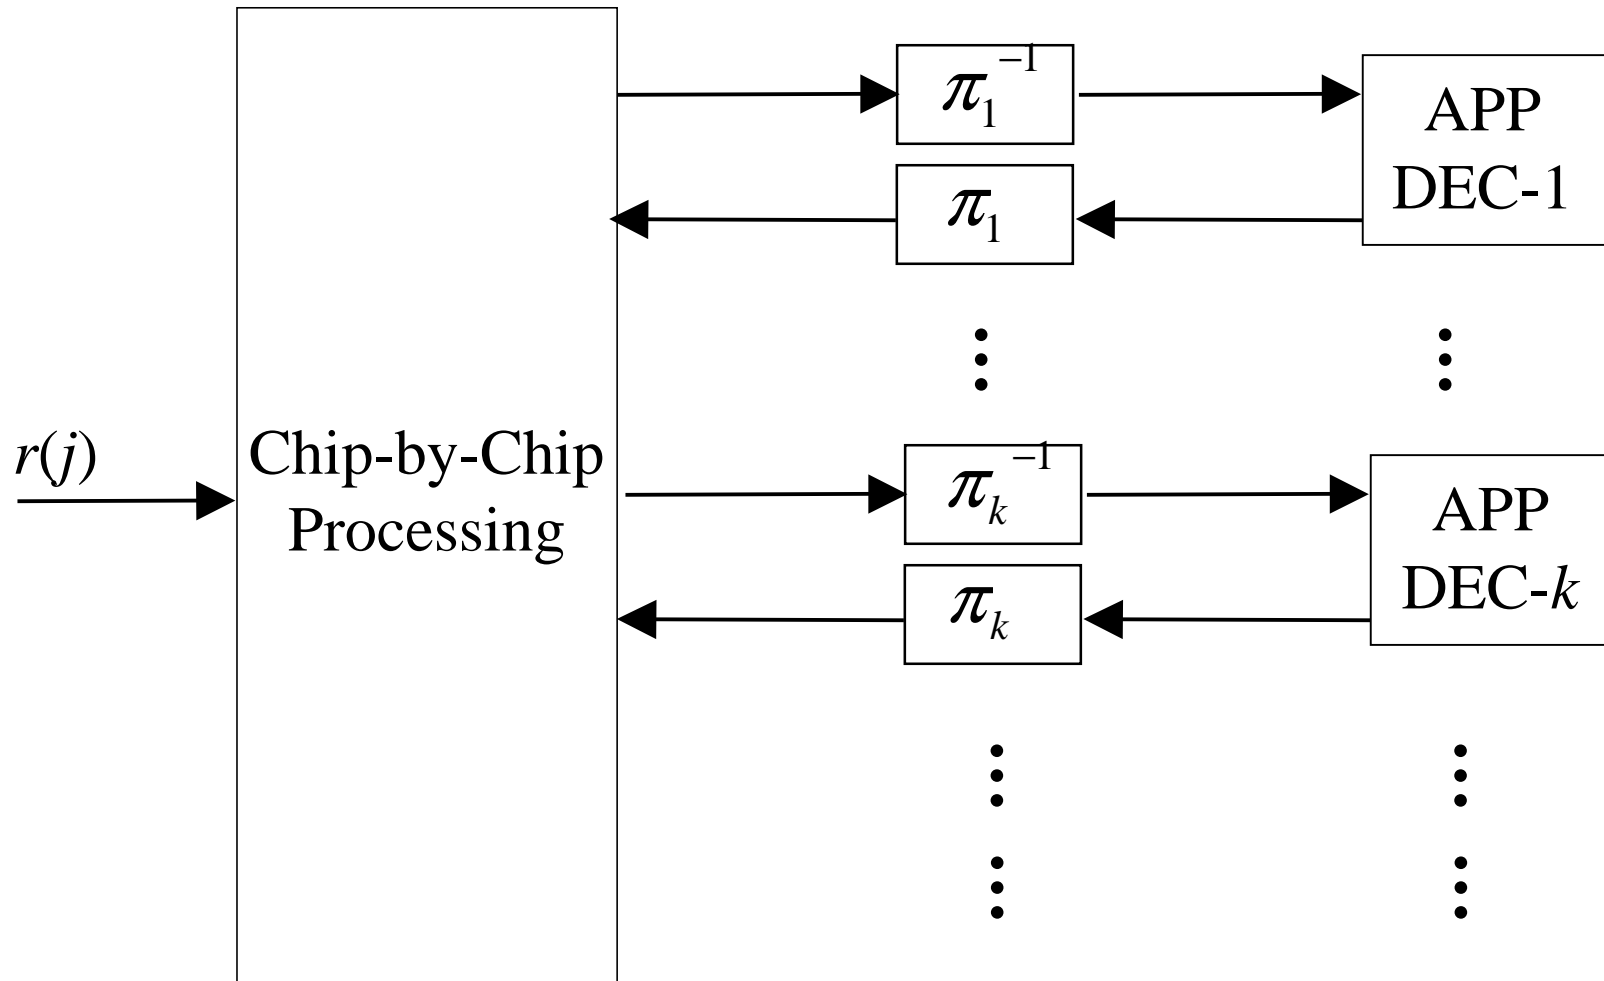 π₁⁻¹
APP
DEC-1
π₁
r(j)
Chip-by-Chip
Processing
πₖ⁻¹
APP
DEC-k
πₖ